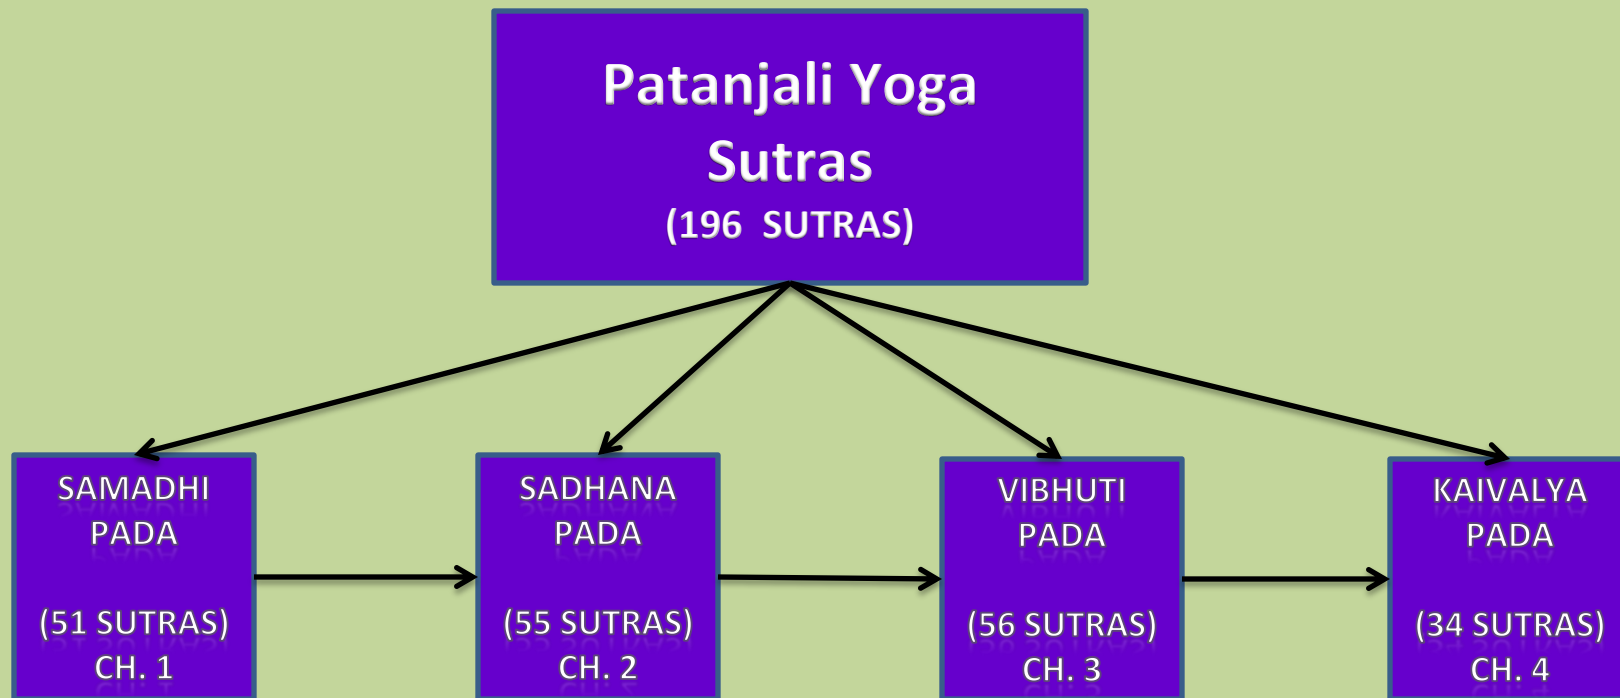 Patanjali Yoga
Sutras
(196 SUTRAS)
SAMADHI
PADA
(51 SUTRAS)
CH. 1
SADHANA
PADA
(55 SUTRAS)
CH. 2
VIBHUTI
PADA
(56 SUTRAS)
CH. 3
KAIVALYA
PADA
(34 SUTRAS)
CH. 4